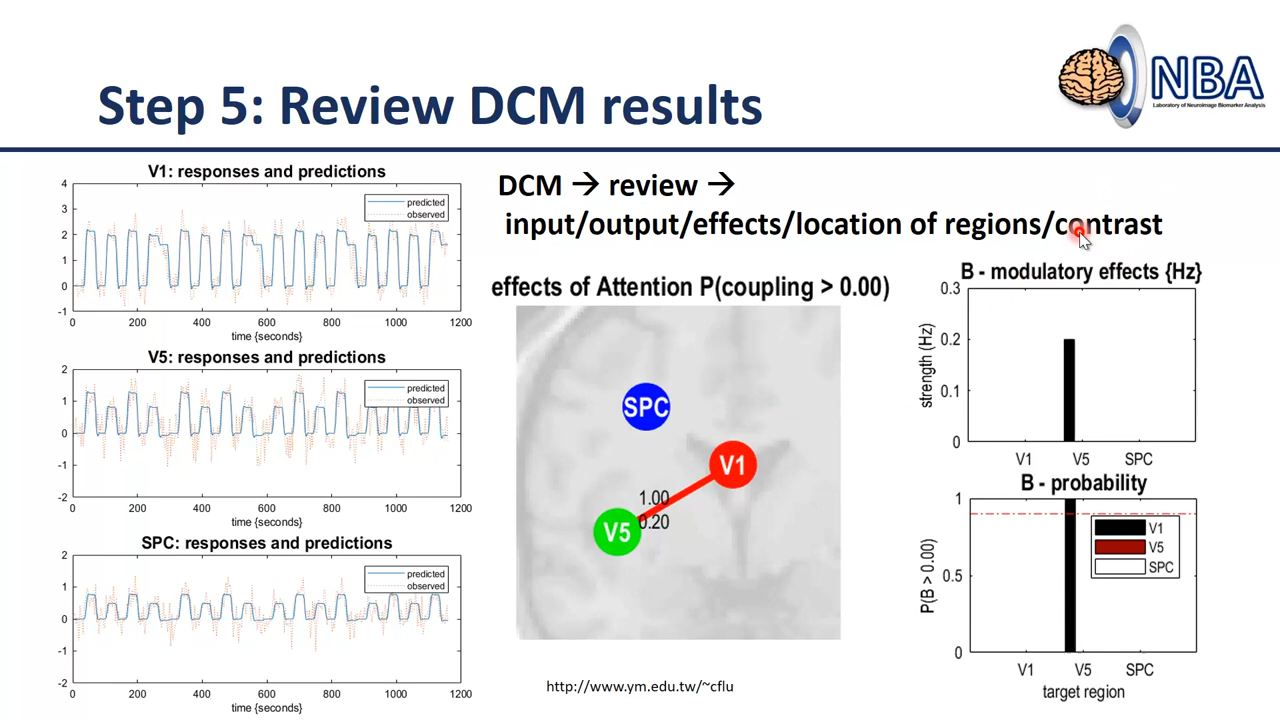 Step 5: Review DCM results
NBA
Laboratory of Neuroimage Biomarker Analysis
V1: responses and predictions
4
3
2
1
0
-1
predicted
observed
0 200 400 600 800 1000 1200
time {seconds}
V5: responses and predictions
2
1
0
-1
-2
predicted
observed
0 200 400 600 800 1000 1200
time {seconds}
SPC: responses and predictions
2
1
0
-1
-2
predicted
observed
0 200 400 600 800 1000 1200
time {seconds}
DCM → review →
input/output/effects/location of regions/contrast
effects of Attention P(coupling > 0.00)
SPC
V1
1.00
0.20
V5
http://www.ym.edu.tw/~cflu
B - modulatory effects {Hz}
0.3
0.2
0.1
0
strength (Hz)
V1 V5 SPC
B - probability
1
0.5
0
P(B > 0.00)
V1
V5
SPC
V1 V5 SPC
target region